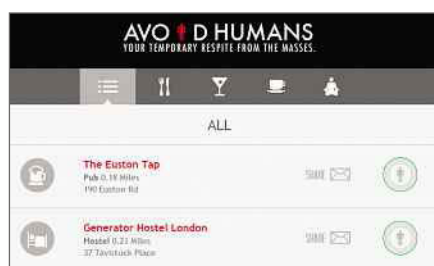 AVO D HUMANS
YOUR TEMPORARY RESPITE FROM THE MASSES.
ALL
The Euston Tap
Pub 0.18 Miles
190 Euston Rd
SHARE
Generator Hostel London
Hostel 0.23 Miles
37 Tavistock Place
SHARE